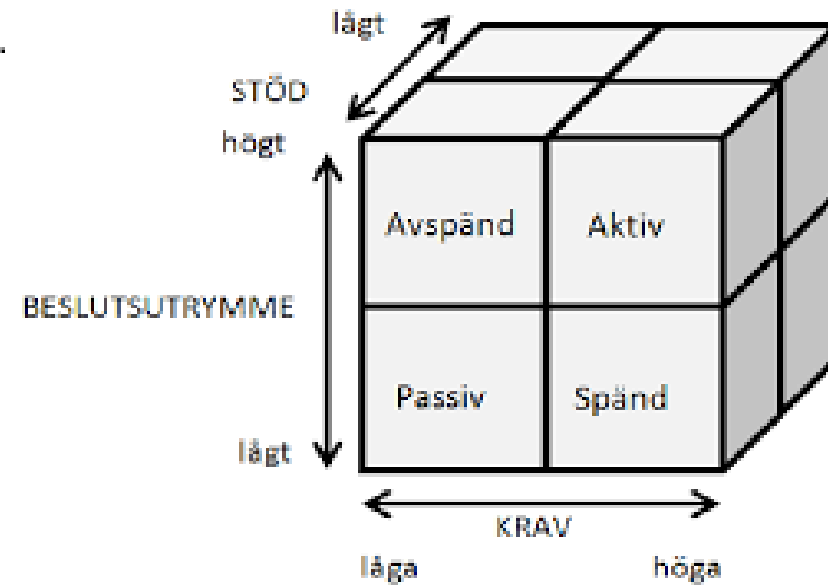 lågt
STÖD
högt
Avspänd Aktiv
BESLUTSUTRYMME
Passiv Spänd
lågt
KRAV
låga höga